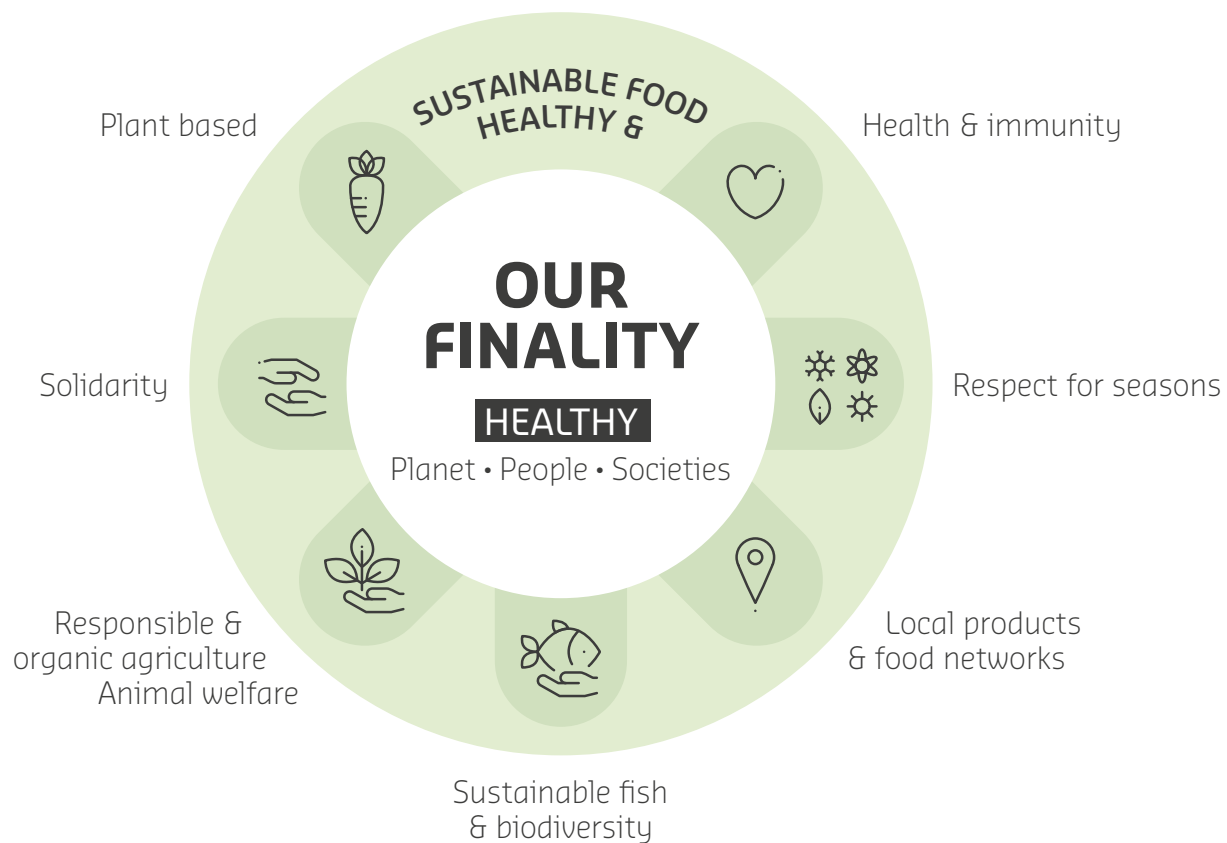 SUSTAINABLE FOOD
HEALTHY &
Plant based
Health & immunity
OUR
FINALITY
HEALTHY
Planet • People • Societies
Solidarity
Respect for seasons
Responsible &
organic agriculture
Animal welfare
Local products
& food networks
Sustainable fish
& biodiversity